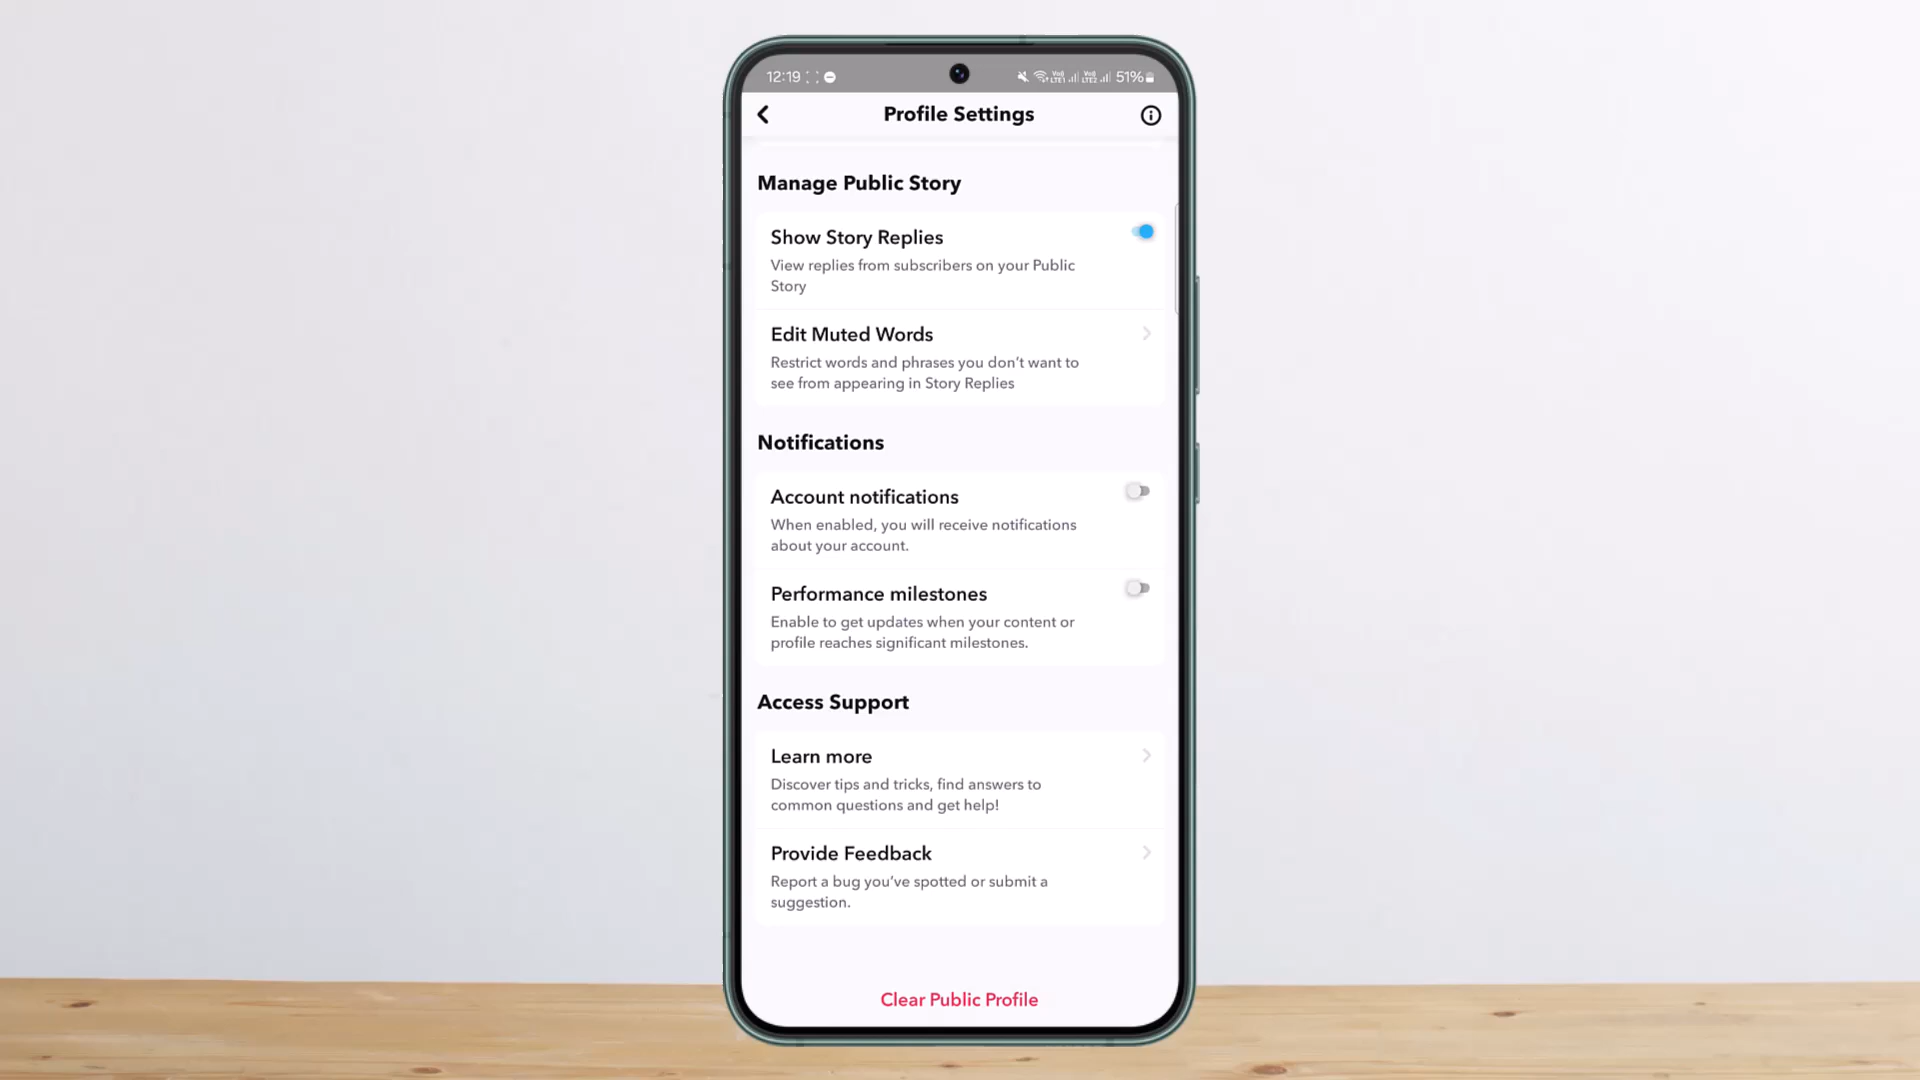 12:19 51%
Profile Settings
Manage Public Story
Show Story Replies
View replies from subscribers on your Public
Story
Edit Muted Words
Restrict words and phrases you don’t want to
see from appearing in Story Replies
Notifications
Account notifications
When enabled, you will receive notifications
about your account.
Performance milestones
Enable to get updates when your content or
profile reaches significant milestones.
Access Support
Learn more
Discover tips and tricks, find answers to
common questions and get help!
Provide Feedback
Report a bug you’ve spotted or submit a
suggestion.
Clear Public Profile